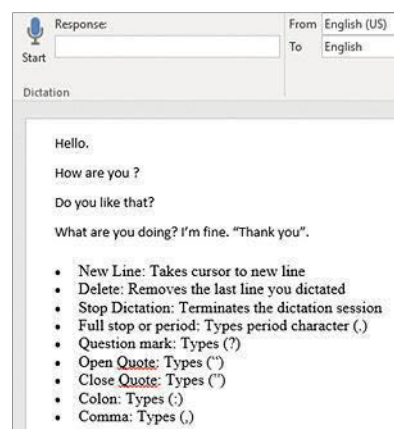 Response:
From English (US)
To English
Start
Dictation
Hello.
How are you ?
Do you like that?
What are you doing? I'm fine. “Thank you”.
• New Line: Takes cursor to new line
• Delete: Removes the last line you dictated
• Stop Dictation: Terminates the dictation session
• Full stop or period: Types period character (.)
• Question mark: Types (?)
• Open Quote: Types (“)
• Close Quote: Types (”)
• Colon: Types (:)
• Comma: Types (,)